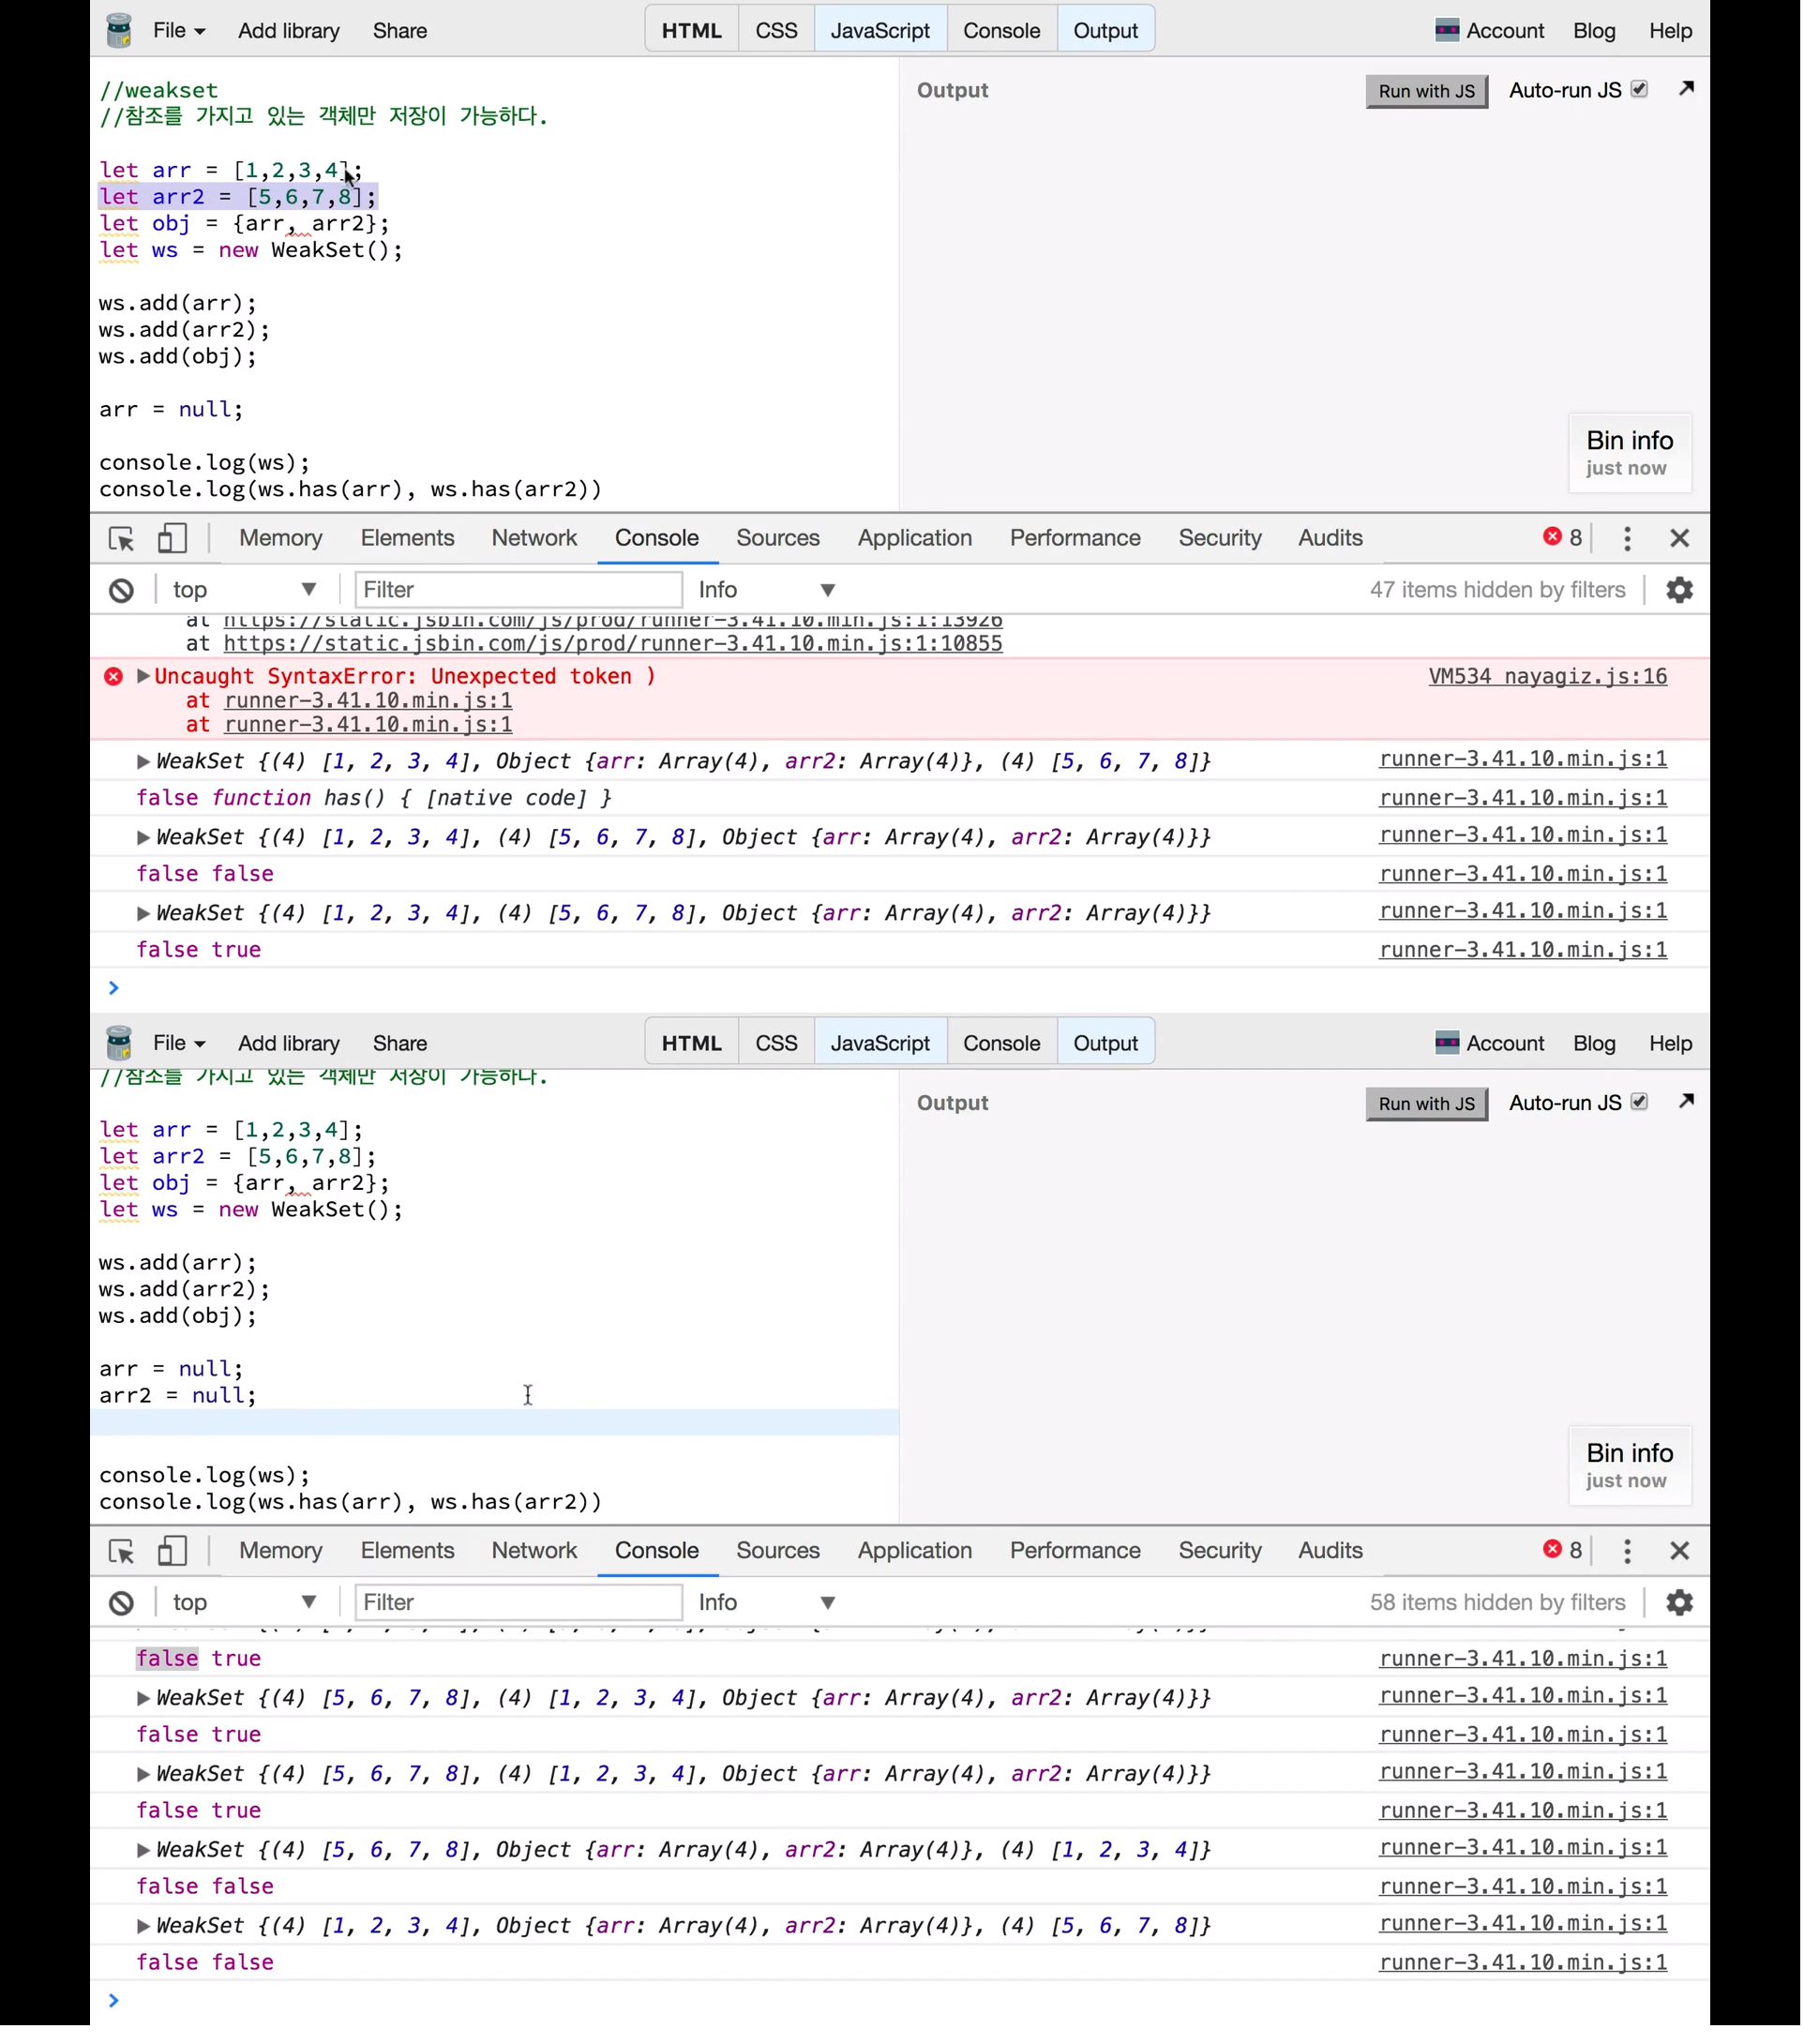 File Add library Share HTML CSS JavaScript Console Output Account Blog Help
//weakset
//참조를 가지고 있는 객체만 저장이 가능하다.
let arr = [1,2,3,4];
let arr2 = [5,6,7,8];
let obj = {arr, arr2};
let ws = new WeakSet();
ws.add(arr);
ws.add(arr2);
ws.add(obj);
arr = null;
console.log(ws);
console.log(ws.has(arr), ws.has(arr2))
Output Run with JS Auto-run JS
Bin info
just now
Memory Elements Network Console Sources Application Performance Security Audits 8
top Filter Info 47 items hidden by filters
at https://static.jsbin.com/js/prod/runner-3.41.10.min.js:1:13926
at https://static.jsbin.com/js/prod/runner-3.41.10.min.js:1:10855
Uncaught SyntaxError: Unexpected token ) VM534 nayagiz.js:16
at runner-3.41.10.min.js:1
at runner-3.41.10.min.js:1
WeakSet {(4) [1, 2, 3, 4], Object {arr: Array(4), arr2: Array(4)}, (4) [5, 6, 7, 8]} runner-3.41.10.min.js:1
false function has() { [native code] } runner-3.41.10.min.js:1
WeakSet {(4) [1, 2, 3, 4], (4) [5, 6, 7, 8], Object {arr: Array(4), arr2: Array(4)}} runner-3.41.10.min.js:1
false false runner-3.41.10.min.js:1
WeakSet {(4) [1, 2, 3, 4], (4) [5, 6, 7, 8], Object {arr: Array(4), arr2: Array(4)}} runner-3.41.10.min.js:1
false true runner-3.41.10.min.js:1
>
File Add library Share HTML CSS JavaScript Console Output Account Blog Help
//참조를 가지고 있는 객체만 저장이 가능하다.
let arr = [1,2,3,4];
let arr2 = [5,6,7,8];
let obj = {arr, arr2};
let ws = new WeakSet();
ws.add(arr);
ws.add(arr2);
ws.add(obj);
arr = null;
arr2 = null;
console.log(ws);
console.log(ws.has(arr), ws.has(arr2))
Output Run with JS Auto-run JS
Bin info
just now
Memory Elements Network Console Sources Application Performance Security Audits 8
top Filter Info 58 items hidden by filters
false true runner-3.41.10.min.js:1
WeakSet {(4) [5, 6, 7, 8], (4) [1, 2, 3, 4], Object {arr: Array(4), arr2: Array(4)}} runner-3.41.10.min.js:1
false true runner-3.41.10.min.js:1
WeakSet {(4) [5, 6, 7, 8], (4) [1, 2, 3, 4], Object {arr: Array(4), arr2: Array(4)}} runner-3.41.10.min.js:1
false true runner-3.41.10.min.js:1
WeakSet {(4) [5, 6, 7, 8], Object {arr: Array(4), arr2: Array(4)}, (4) [1, 2, 3, 4]} runner-3.41.10.min.js:1
false false runner-3.41.10.min.js:1
WeakSet {(4) [1, 2, 3, 4], Object {arr: Array(4), arr2: Array(4)}, (4) [5, 6, 7, 8]} runner-3.41.10.min.js:1
false false runner-3.41.10.min.js:1
>